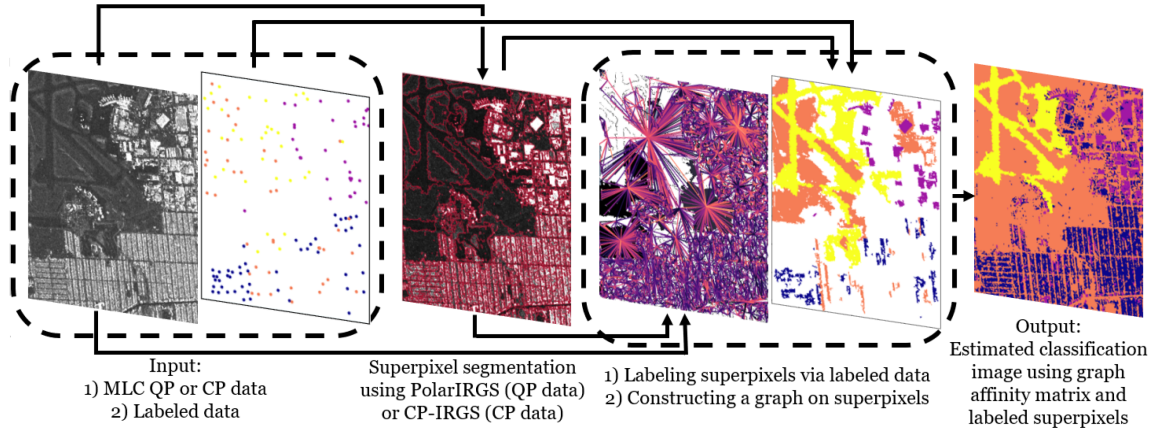 Input:
1) MLC QP or CP data
2) Labeled data
Superpixel segmentation
using PolarIRGS (QP data)
or CP-IRGS (CP data)
1) Labeling superpixels via labeled data
2) Constructing a graph on superpixels
Output:
Estimated classification
image using graph
affinity matrix and
labeled superpixels